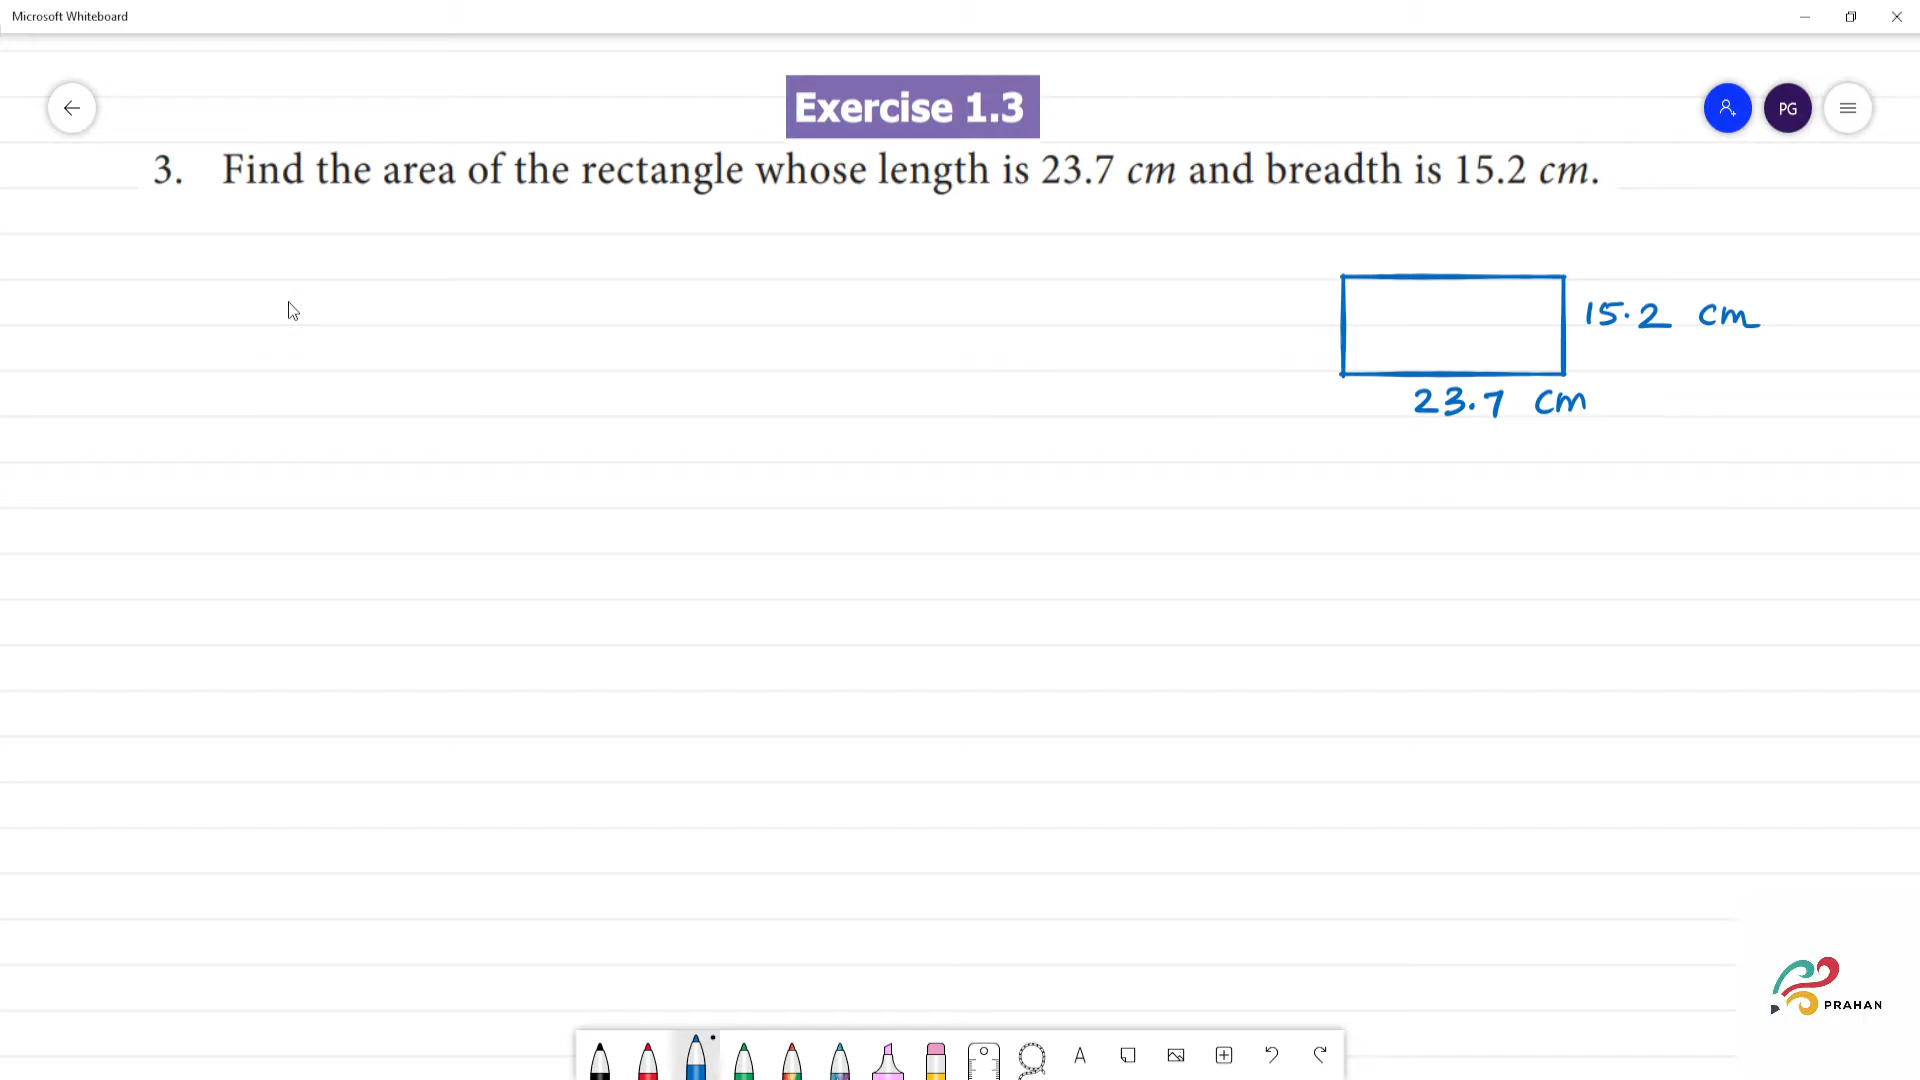 Microsoft Whiteboard
Exercise 1.3
PG
3. Find the area of the rectangle whose length is 23.7 cm and breadth is 15.2 cm.
15.2 cm
23.7 cm
PRAHAN
A